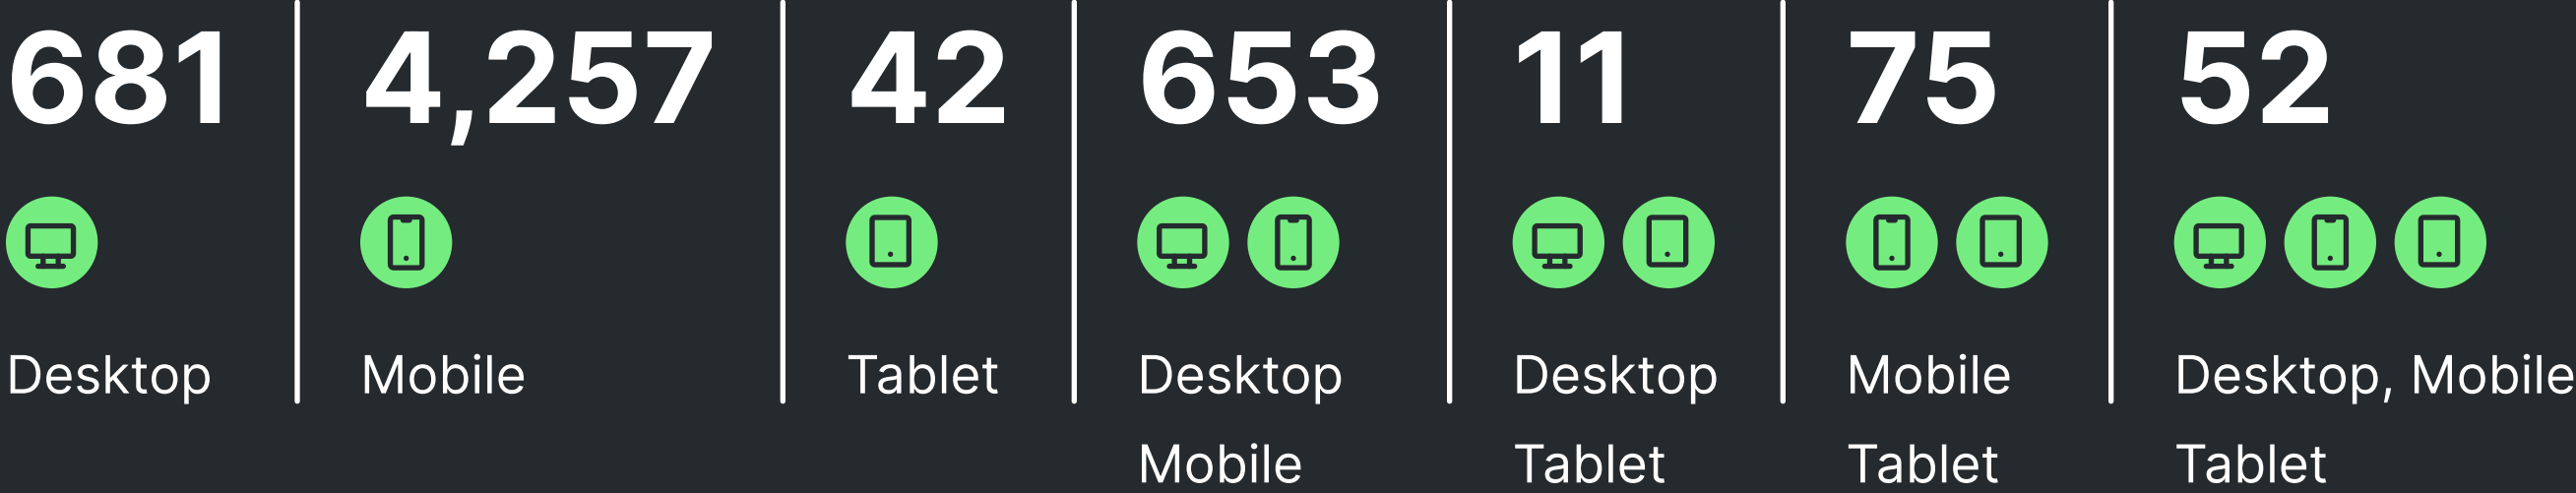 681
4,257
42
653
11
75
52
Desktop
Mobile
Tablet
Desktop
Mobile
Desktop
Tablet
Mobile
Tablet
Desktop, Mobile
Tablet